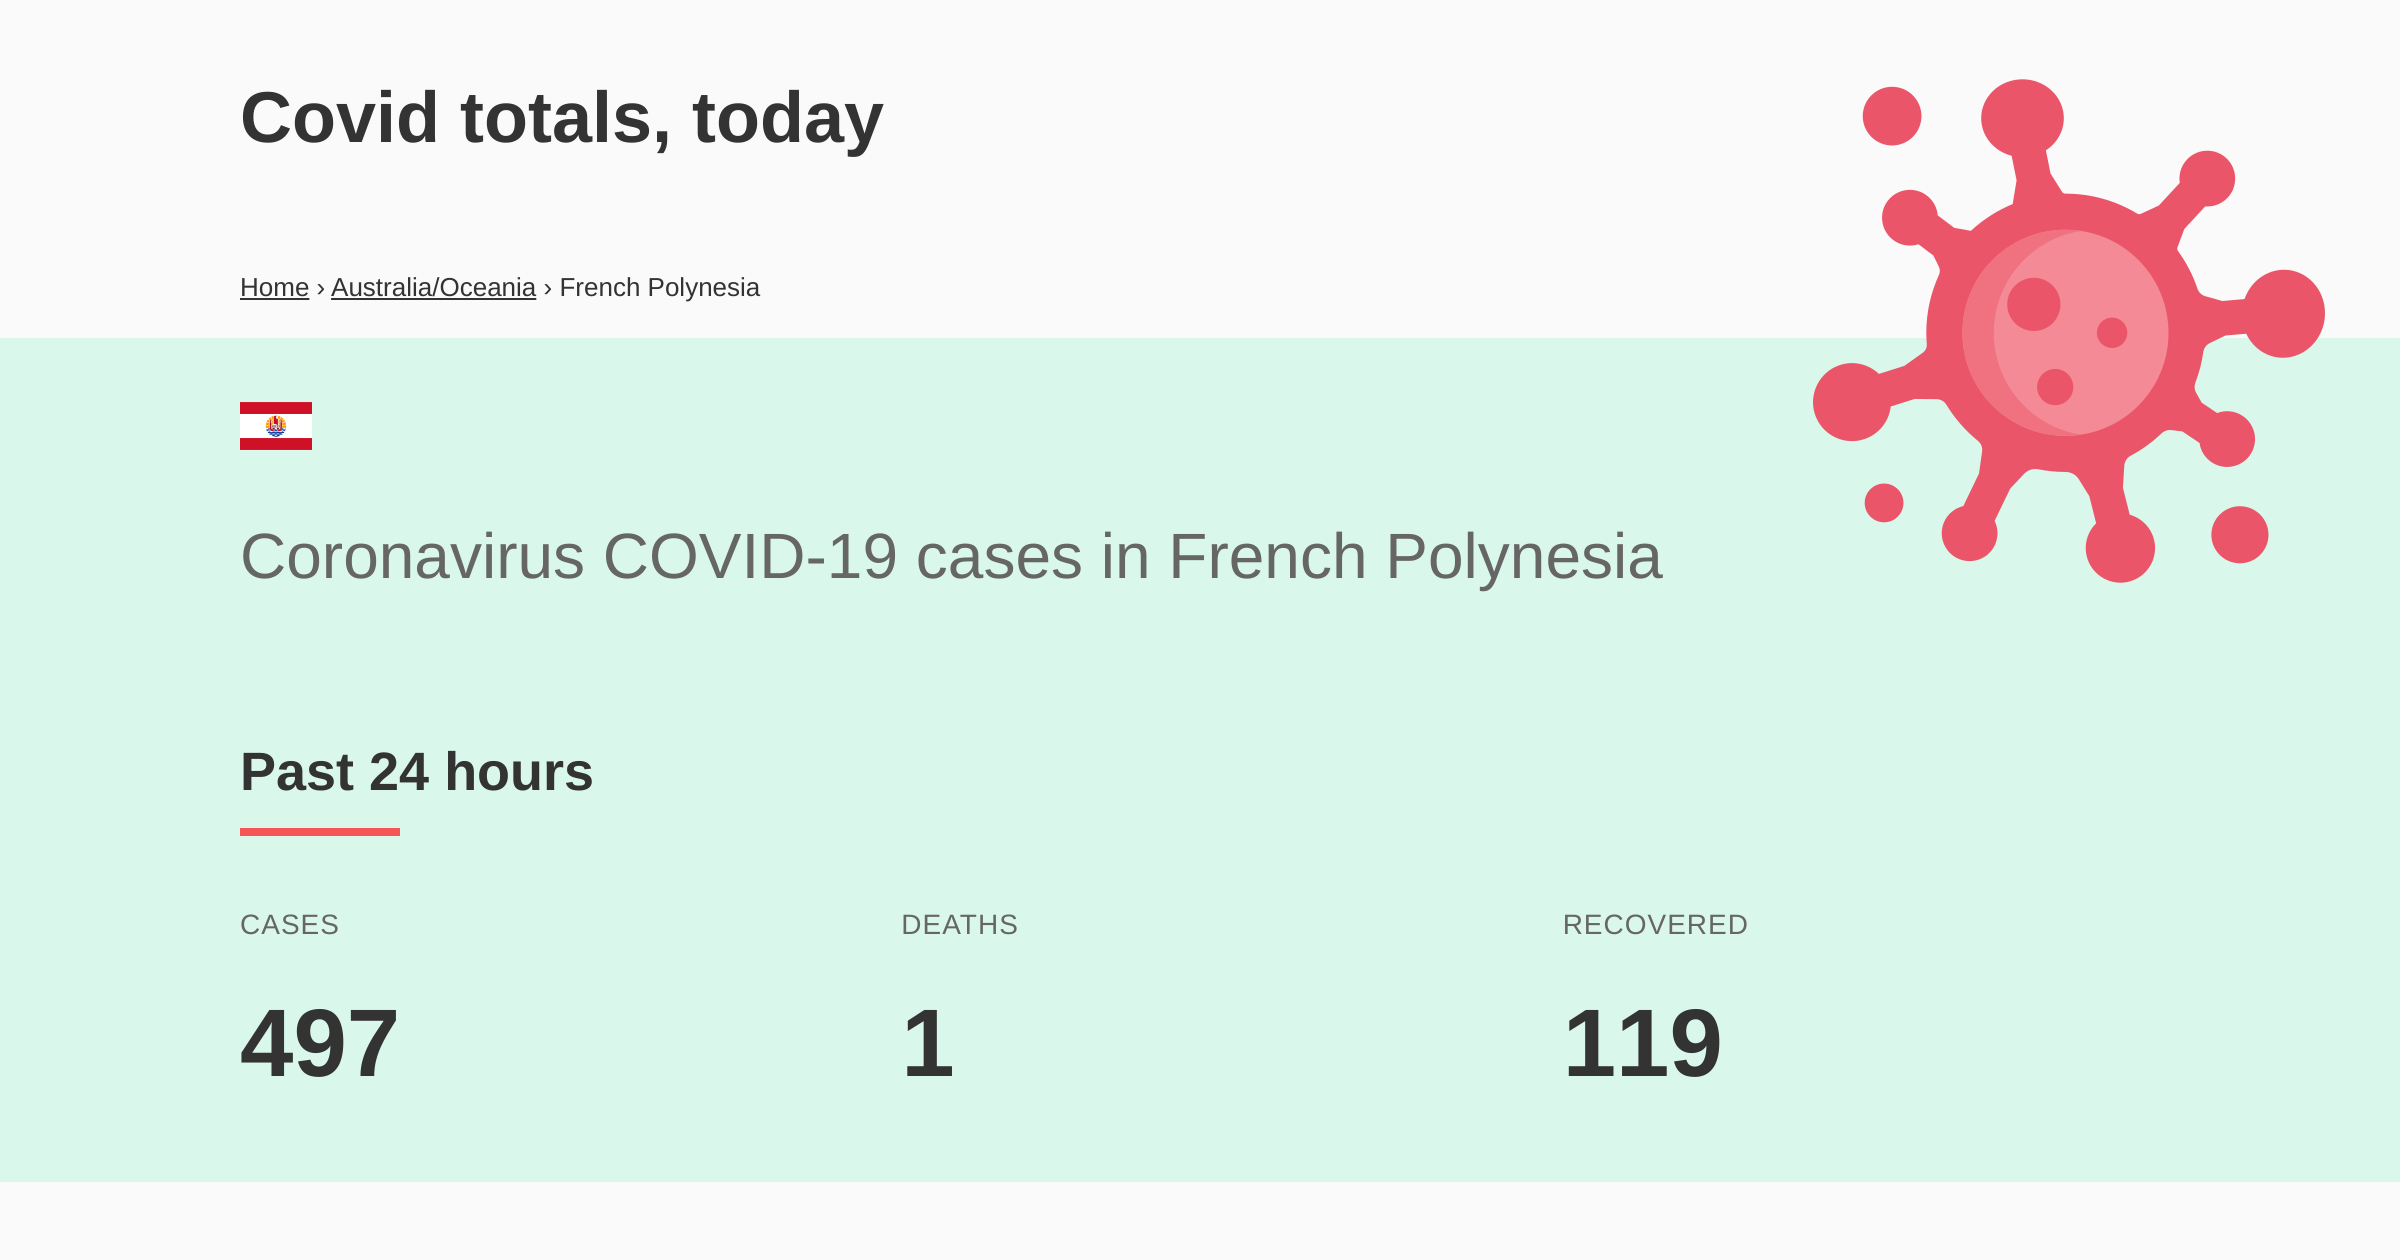 Covid totals, today
Home › Australia/Oceania › French Polynesia
Coronavirus COVID-19 cases in French Polynesia
Past 24 hours
CASES DEATHS RECOVERED
497 1 119